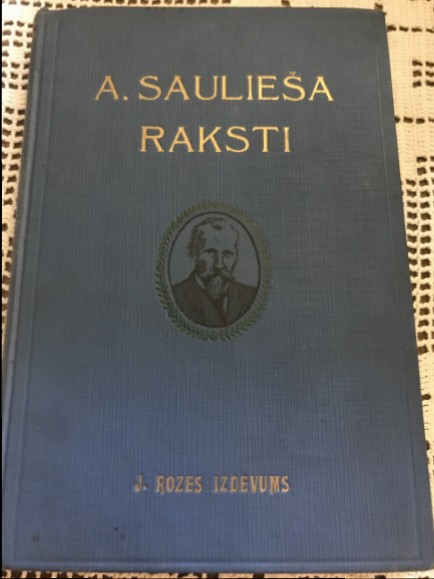 A. SAULIEŠA
RAKSTI
J. ROZES IZDEVUMS